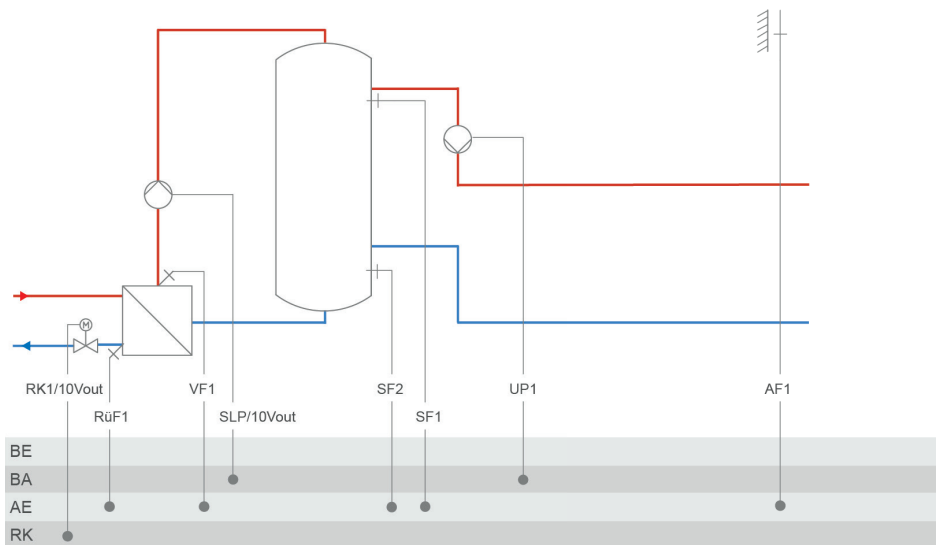 M
RK1/10Vout VF1 SF2 UP1 AF1
RüF1 SLP/10Vout SF1
BE
BA
AE
RK